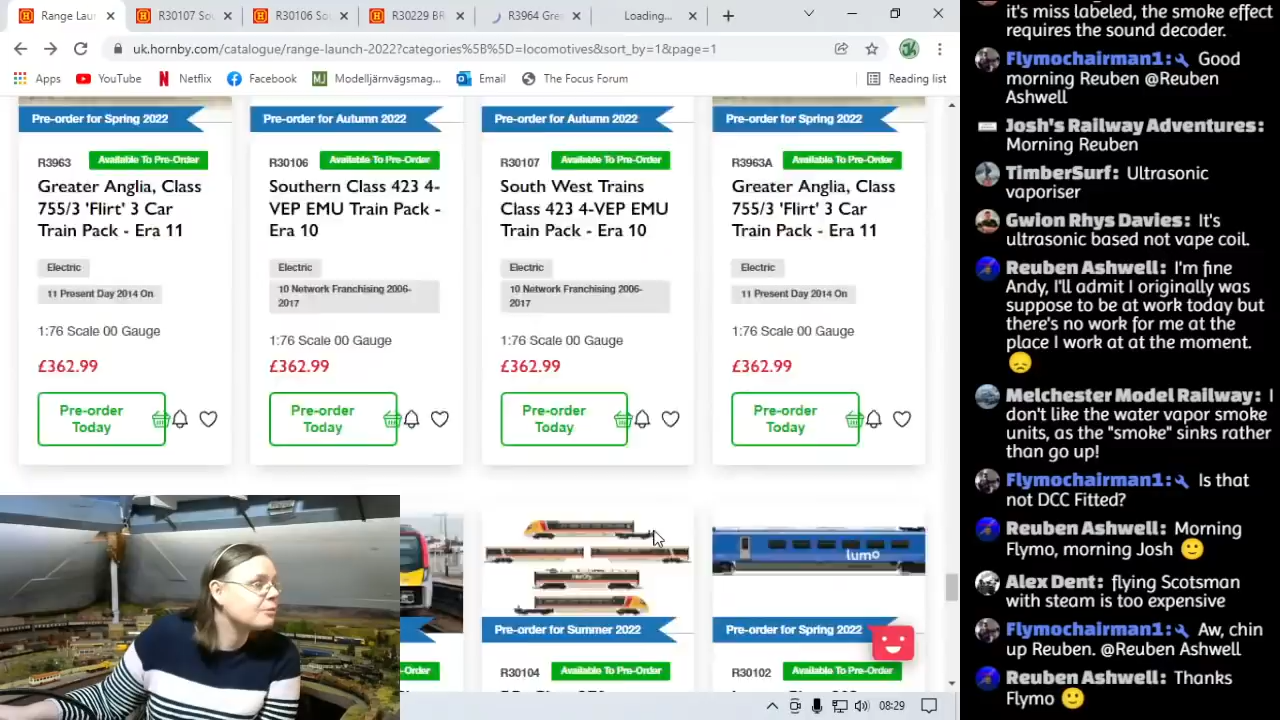 Range Lau
R30107 Sou
R30106 Sou
R30229 BR
R3964 Gree
Loading...
uk.hornby.com/catalogue/range-launch-2022?categories%5B%5D=locomotives&sort_by=1&page=1
Apps
YouTube
Netflix
Facebook
Modelljärnvägsmag...
Email
The Focus Forum
Reading list
Pre-order for Spring 2022
Pre-order for Autumn 2022
Pre-order for Autumn 2022
Pre-order for Spring 2022
R3963
Available To Pre-Order
R30106
Available To Pre-Order
R30107
Available To Pre-Order
R3963A
Available To Pre-Order
Greater Anglia, Class
755/3 'Flirt' 3 Car
Train Pack - Era 11
Southern Class 423 4-
VEP EMU Train Pack -
Era 10
South West Trains
Class 423 4-VEP EMU
Train Pack - Era 10
Greater Anglia, Class
755/3 'Flirt' 3 Car
Train Pack - Era 11
Electric
Electric
Electric
Electric
11 Present Day 2014 On
10 Network Franchising 2006-
2017
10 Network Franchising 2006-
2017
11 Present Day 2014 On
1:76 Scale 00 Gauge
1:76 Scale 00 Gauge
1:76 Scale 00 Gauge
1:76 Scale 00 Gauge
£362.99
£362.99
£362.99
£362.99
Pre-order
Today
Pre-order
Today
Pre-order
Today
Pre-order
Today
lumo
Pre-order for Summer 2022
Pre-order for Spring 2022
-Order
R30104
Available To Pre-Order
R30102
Available To Pre-Order
08:29
it's miss labeled, the smoke effect
requires the sound decoder.
Flymochairman1: Good
morning Reuben @Reuben
Ashwell
Josh's Railway Adventures:
Morning Reuben
TimberSurf: Ultrasonic
vaporiser
Gwion Rhys Davies: It's
ultrasonic based not vape coil.
Reuben Ashwell: I'm fine
Andy, I'll admit I originally was
suppose to be at work today but
there's no work for me at the
place I work at at the moment.
Melchester Model Railway: I
don't like the water vapor smoke
units, as the "smoke" sinks rather
than go up!
Flymochairman1: Is that
not DCC Fitted?
Reuben Ashwell: Morning
Flymo, morning Josh
Alex Dent: flying Scotsman
with steam is too expensive
Flymochairman1: Aw, chin
up Reuben. @Reuben Ashwell
Reuben Ashwell: Thanks
Flymo